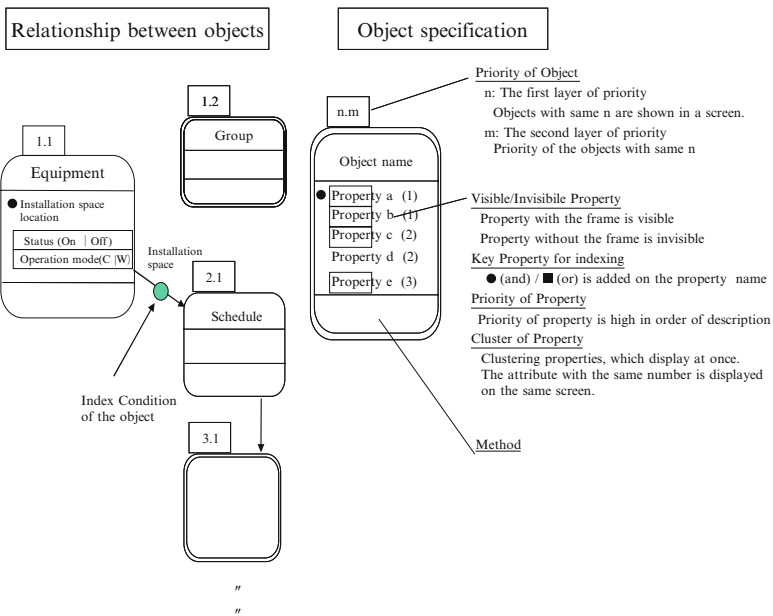 Relationship between objects
Object specification
1.2
Group
1.1
Equipment
● Installation space
location
Status (On | Off)
Operation mode(C |W)
Installation
space
2.1
Schedule
Index Condition
of the object
3.1
"
"
n.m
Object name
● Property a (1)
Property b (1)
Property c (2)
Property d (2)
Property e (3)
Priority of Object
n: The first layer of priority
Objects with same n are shown in a screen.
m: The second layer of priority
Priority of the objects with same n
Visible/Invisibile Property
Property with the frame is visible
Property without the frame is invisible
Key Property for indexing
● (and) / ■ (or) is added on the property name
Priority of Property
Priority of property is high in order of description
Cluster of Property
Clustering properties, which display at once.
The attribute with the same number is displayed
on the same screen.
Method